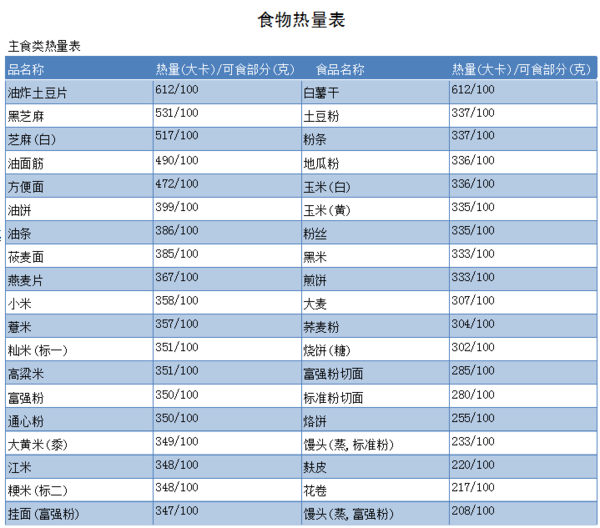 食物热量表
主食类热量表
品名称 热量(大卡)/可食部分(克) 食品名称 热量(大卡)/可食部分(克)
油炸土豆片 612/100 白薯干 612/100
黑芝麻 531/100 土豆粉 337/100
芝麻(白) 517/100 粉条 337/100
油面筋 490/100 地瓜粉 336/100
方便面 472/100 玉米(白) 336/100
油饼 399/100 玉米(黄) 335/100
油条 386/100 粉丝 335/100
莜麦面 385/100 黑米 333/100
燕麦片 367/100 煎饼 333/100
小米 358/100 大麦 307/100
薏米 357/100 荞麦粉 304/100
籼米(标一) 351/100 烧饼(糖) 302/100
高粱米 351/100 富强粉切面 285/100
富强粉 350/100 标准粉切面 280/100
通心粉 350/100 烙饼 255/100
大黄米(黍) 349/100 馒头(蒸,标准粉) 233/100
江米 348/100 麸皮 220/100
粳米(标二) 348/100 花卷 217/100
挂面(富强粉) 347/100 馒头(蒸,富强粉) 208/100